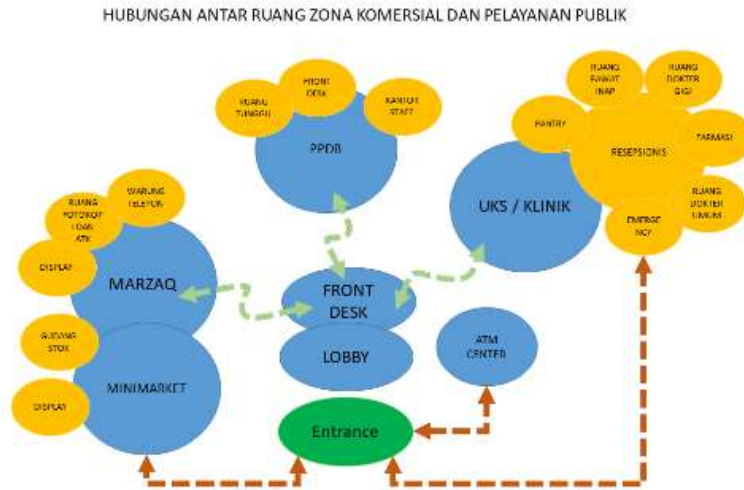 HUBUNGAN ANTAR RUANG ZONA KOMERSIAL DAN PELAYANAN PUBLIK
RUANG
TUNGGU
FRONT
DESK
KANTOR
STAFF
PPDB
RUANG
RAWAT
INAP
RUANG
DOKTER
GIGI
PANTRY
RESEPSIONIS
FARMASI
RUANG
DOKTER
UMUM
EMERGE
NCY
UKS / KLINIK
WARUNG
TELEPON
RUANG
FOTOKOP
I DAN
ATK
DISPLAY
MARZAQ
GUDANG
STOK
DISPLAY
MINIMARKET
FRONT
DESK
LOBBY
ATM
CENTER
Entrance